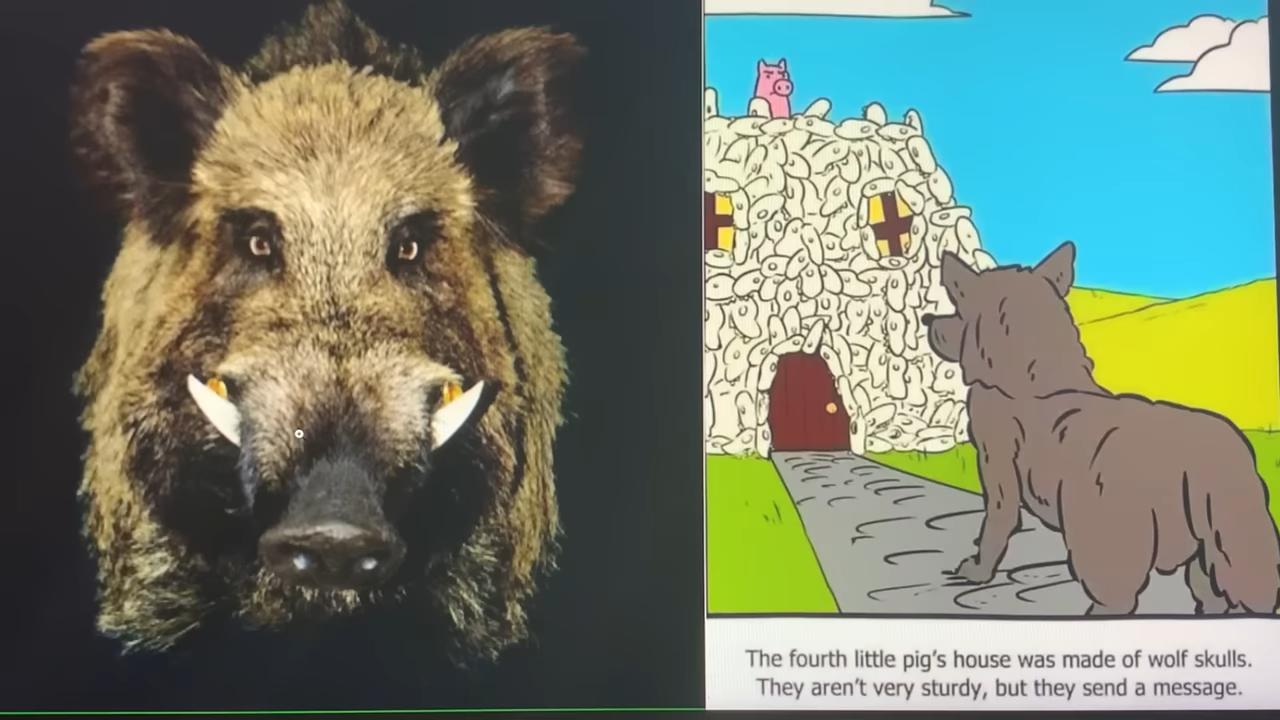 The fourth little pig's house was made of wolf skulls.
They aren't very sturdy, but they send a message.